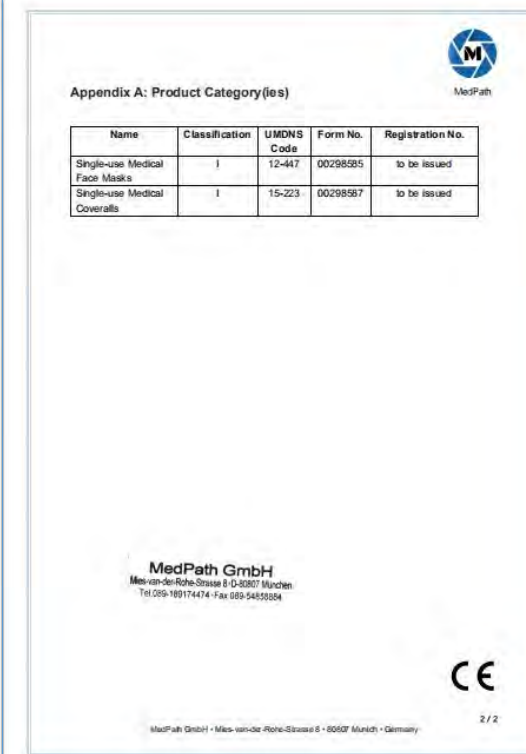 M
MedPath
Appendix A: Product Category(ies)
Name Classification UMDNS Code Form No. Registration No.
Single-use Medical Face Masks I 12-447 00298585 to be issued
Single-use Medical Coveralls I 15-223 00298587 to be issued
MedPath GmbH
Mies-van-der-Rohe-Strasse 8 · D-80807 München
Tel.089-189174474 · Fax 089-54858884
CE
2 / 2
MedPath GmbH • Mies-van-der-Rohe-Strasse 8 • 80807 Munich • Germany